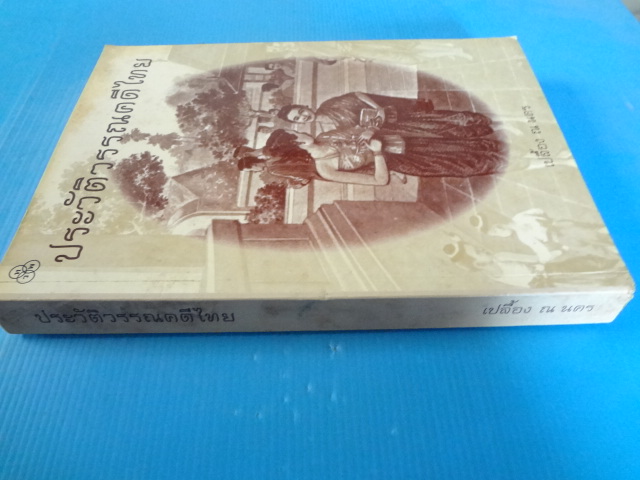 ประวัติวรรณคดีไทย
เปลื้อง ณ นคร
ประวัติวรรณคดีไทย
เปลื้อง ณ นคร